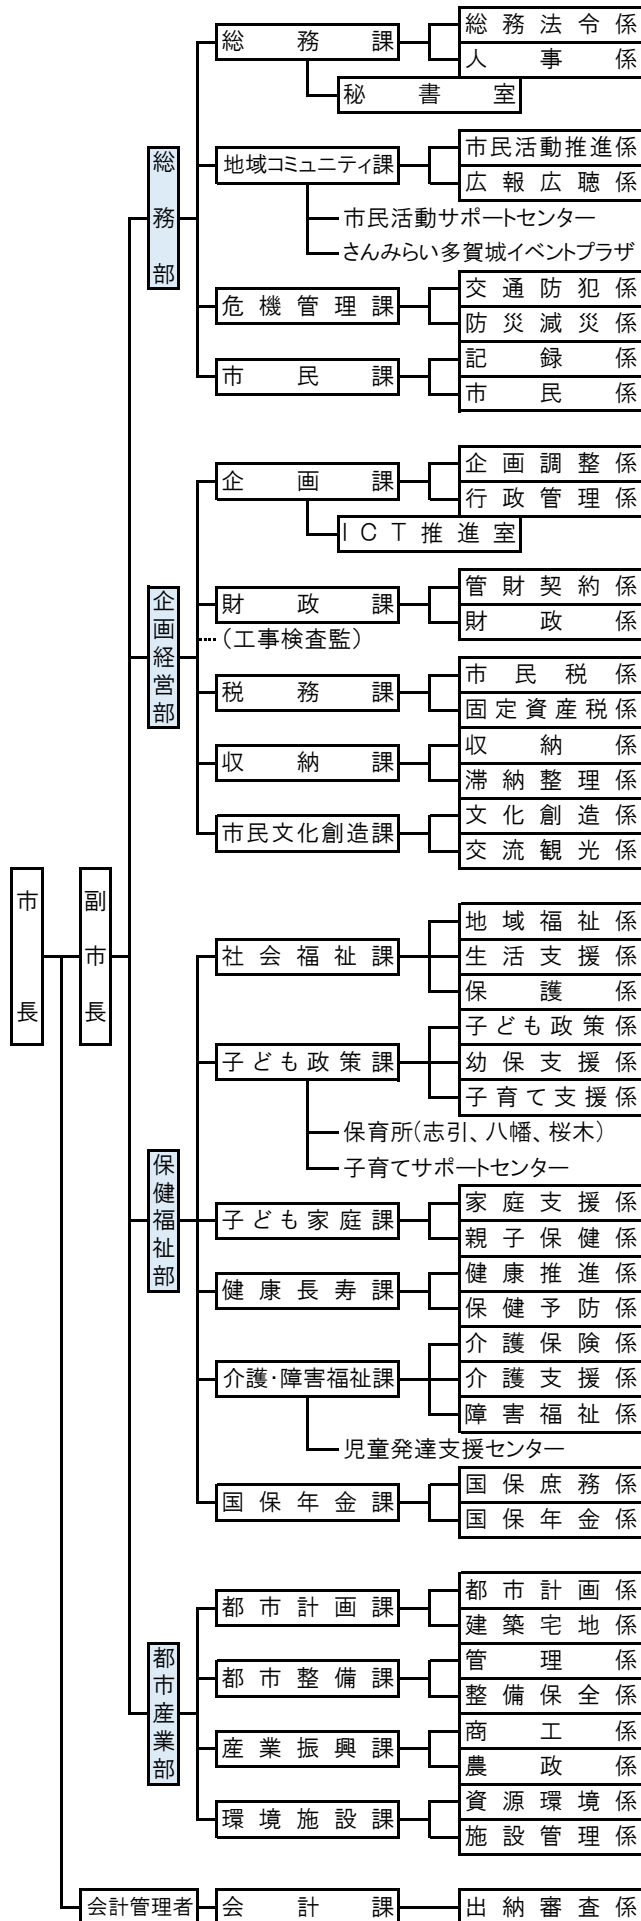 総務課
総務法令係
人事係
秘書室
総務部
地域コミュニティ課
市民活動推進係
広報広聴係
市民活動サポートセンター
さんみらい多賀城イベントプラザ
危機管理課
交通防犯係
防災減災係
市民課
記録係
市民係
企画課
企画調整係
行政管理係
ICT推進室
企画経営部
財政課
管財契約係
財政係
(工事検査監)
税務課
市民税係
固定資産税係
収納課
収納係
滞納整理係
市民文化創造課
文化創造係
交流観光係
市長
副市長
社会福祉課
地域福祉係
生活支援係
保護係
子ども政策課
子ども政策係
幼保支援係
子育て支援係
保育所(志引、八幡、桜木)
子育てサポートセンター
保健福祉部
子ども家庭課
家庭支援係
親子保健係
健康長寿課
健康推進係
保健予防係
介護・障害福祉課
介護保険係
介護支援係
障害福祉係
児童発達支援センター
国保年金課
国保庶務係
国保年金係
都市計画課
都市計画係
建築宅地係
都市産業部
都市整備課
管理係
整備保全係
産業振興課
商工係
農政係
環境施設課
資源環境係
施設管理係
会計管理者
会計課
出納審査係